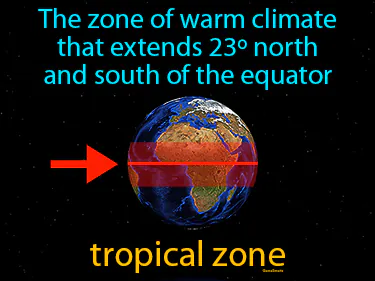 The zone of warm climate
that extends 23º north
and south of the equator
tropical zone